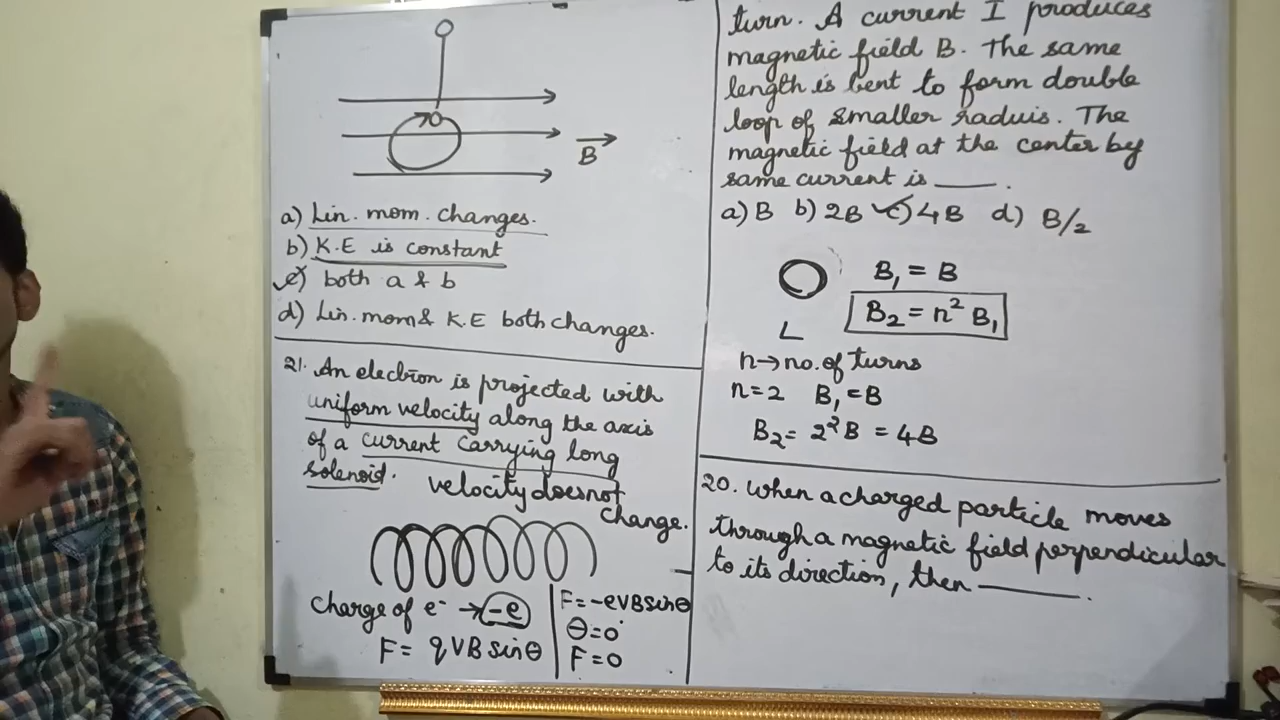 turn. A current I produces
magnetic field B. The same
length is bent to form double
loop of smaller raduis. The
magnetic field at the center by
same current is ___.
a) B b) 2B c) 4B d) B/2
B₁ = B
B₂ = n² B₁
L
n→no. of turns
n=2 B₁ = B
B₂ = 2² B = 4B
20. When a charged particle moves
through a magnetic field perpendicular
to its direction, then ______.
B
a) Lin. mom. changes.
b) K.E is constant
c) both a & b
d) Lin. mom & K.E both changes.
21. An electron is projected with
uniform velocity along the axis
of a current carrying long
solenoid. velocity does not
change.
charge of e⁻ → -e
F = qVB sinθ
F = -eVB sinθ
θ = 0°
F = 0